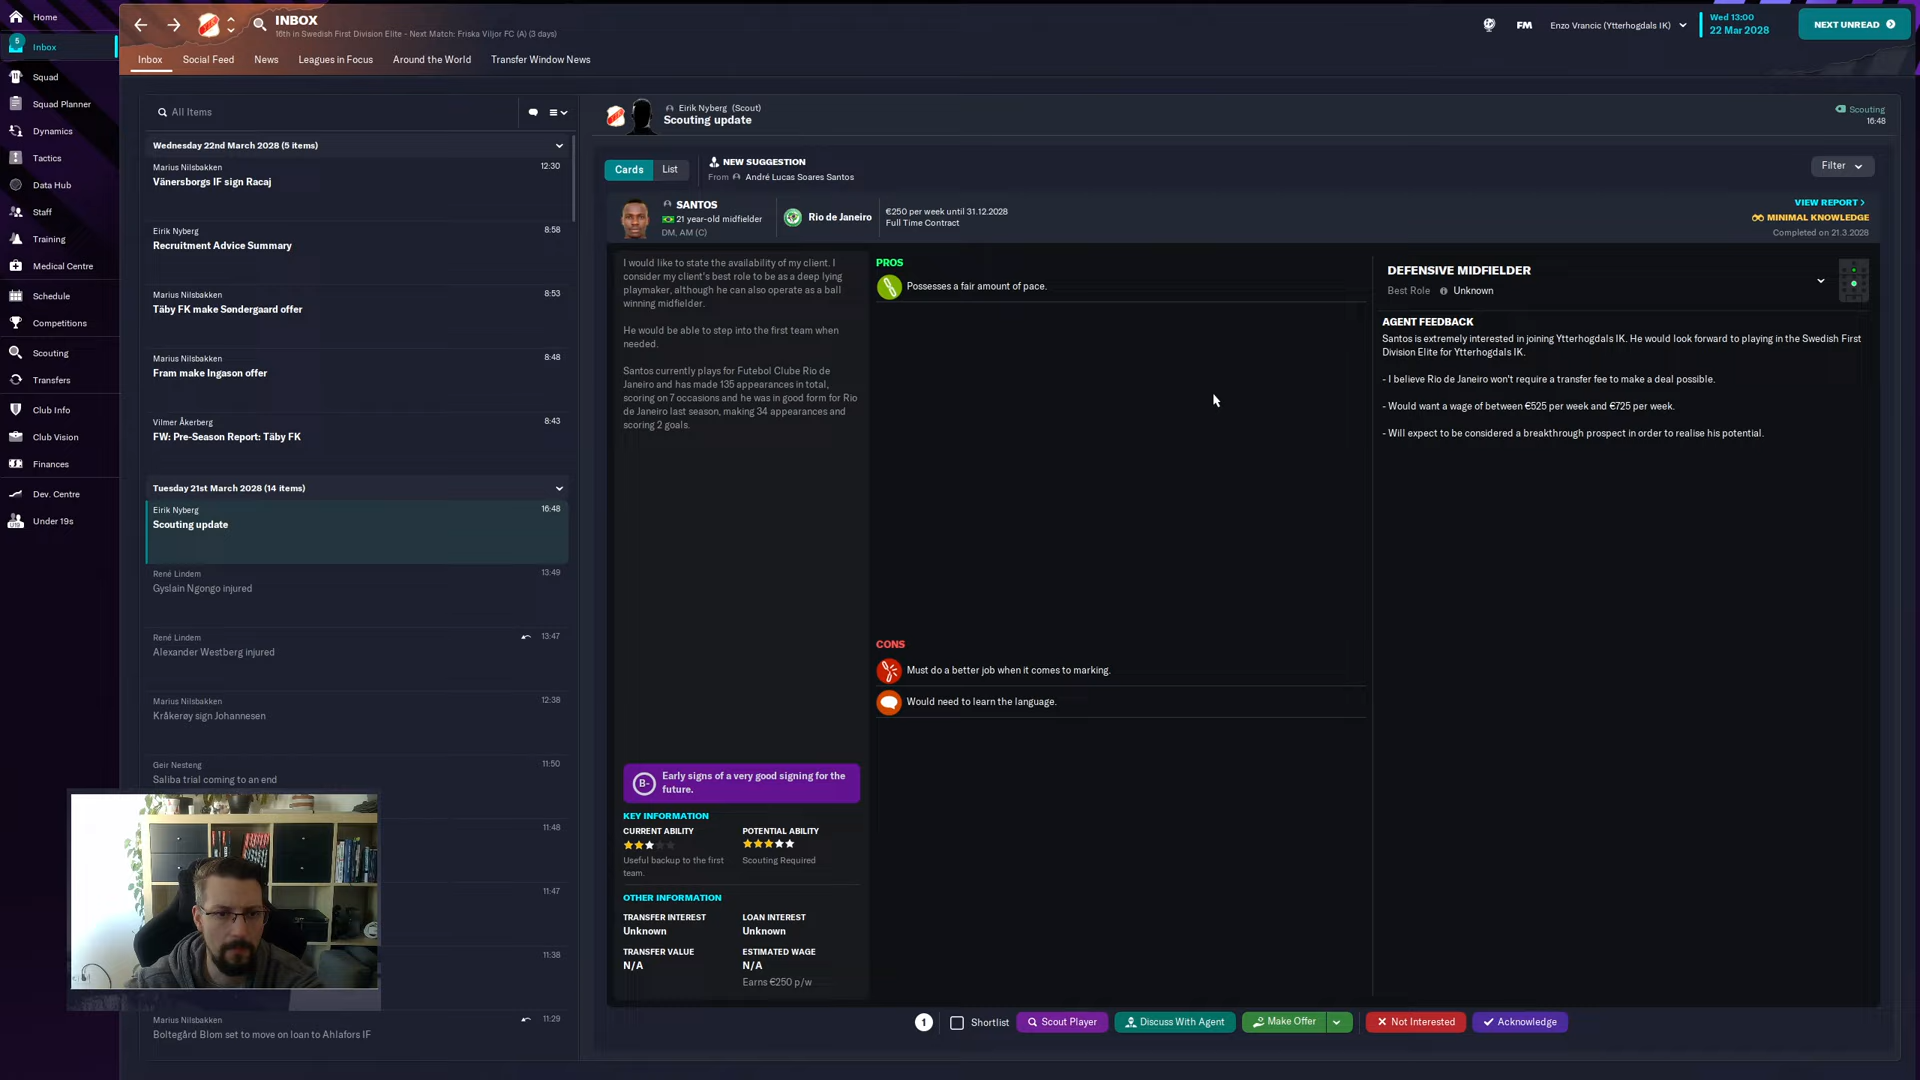 Home
5
Inbox
Squad
Squad Planner
Dynamics
Tactics
Data Hub
Staff
Training
Medical Centre
Schedule
Competitions
Scouting
Transfers
Club Info
Club Vision
Finances
Dev. Centre
Under 19s
INBOX
16th in Swedish First Division Elite - Next Match: Friska Viljor FC (A) (3 days)
FM
Enzo Vrancic (Ytterhogdals IK)
Wed 13:00
22 Mar 2028
NEXT UNREAD
Inbox
Social Feed
News
Leagues in Focus
Around the World
Transfer Window News
All Items
Wednesday 22nd March 2028 (5 items)
Marius Nilsbakken
12:30
Vänersborgs IF sign Racaj
Eirik Nyberg
8:58
Recruitment Advice Summary
Marius Nilsbakken
8:53
Täby FK make Søndergaard offer
Marius Nilsbakken
8:48
Fram make Ingason offer
Vilmer Åkerberg
8:43
FW: Pre-Season Report: Täby FK
Tuesday 21st March 2028 (14 items)
Eirik Nyberg
16:48
Scouting update
René Lindem
13:49
Gyslain Ngongo injured
René Lindem
13:47
Alexander Westberg injured
Marius Nilsbakken
12:38
Kråkerøy sign Johannesen
Geir Nesteng
11:50
Saliba trial coming to an end
11:48
11:47
11:38
Marius Nilsbakken
11:29
Boltegård Blom set to move on loan to Ahlafors IF
Eirik Nyberg (Scout)
Scouting update
Scouting
16:48
Cards
List
NEW SUGGESTION
From André Lucas Soares Santos
Filter
SANTOS
21 year-old midfielder
DM, AM (C)
Rio de Janeiro
€250 per week until 31.12.2028
Full Time Contract
VIEW REPORT >
MINIMAL KNOWLEDGE
Completed on 21.3.2028
I would like to state the availability of my client. I
consider my client's best role to be as a deep lying
playmaker, although he can also operate as a ball
winning midfielder.
He would be able to step into the first team when
needed.
Santos currently plays for Futebol Clube Rio de
Janeiro and has made 135 appearances in total,
scoring on 7 occasions and he was in good form for Rio
de Janeiro last season, making 34 appearances and
scoring 2 goals.
B-
Early signs of a very good signing for the
future.
KEY INFORMATION
CURRENT ABILITY
POTENTIAL ABILITY
Useful backup to the first
team.
Scouting Required
OTHER INFORMATION
TRANSFER INTEREST
LOAN INTEREST
Unknown
Unknown
TRANSFER VALUE
ESTIMATED WAGE
N/A
N/A
Earns €250 p/w
PROS
Possesses a fair amount of pace.
CONS
Must do a better job when it comes to marking.
Would need to learn the language.
DEFENSIVE MIDFIELDER
Best Role Unknown
AGENT FEEDBACK
Santos is extremely interested in joining Ytterhogdals IK. He would look forward to playing in the Swedish First
Division Elite for Ytterhogdals IK.
- I believe Rio de Janeiro won't require a transfer fee to make a deal possible.
- Would want a wage of between €525 per week and €725 per week.
- Will expect to be considered a breakthrough prospect in order to realise his potential.
1
Shortlist
Scout Player
Discuss With Agent
Make Offer
Not Interested
Acknowledge